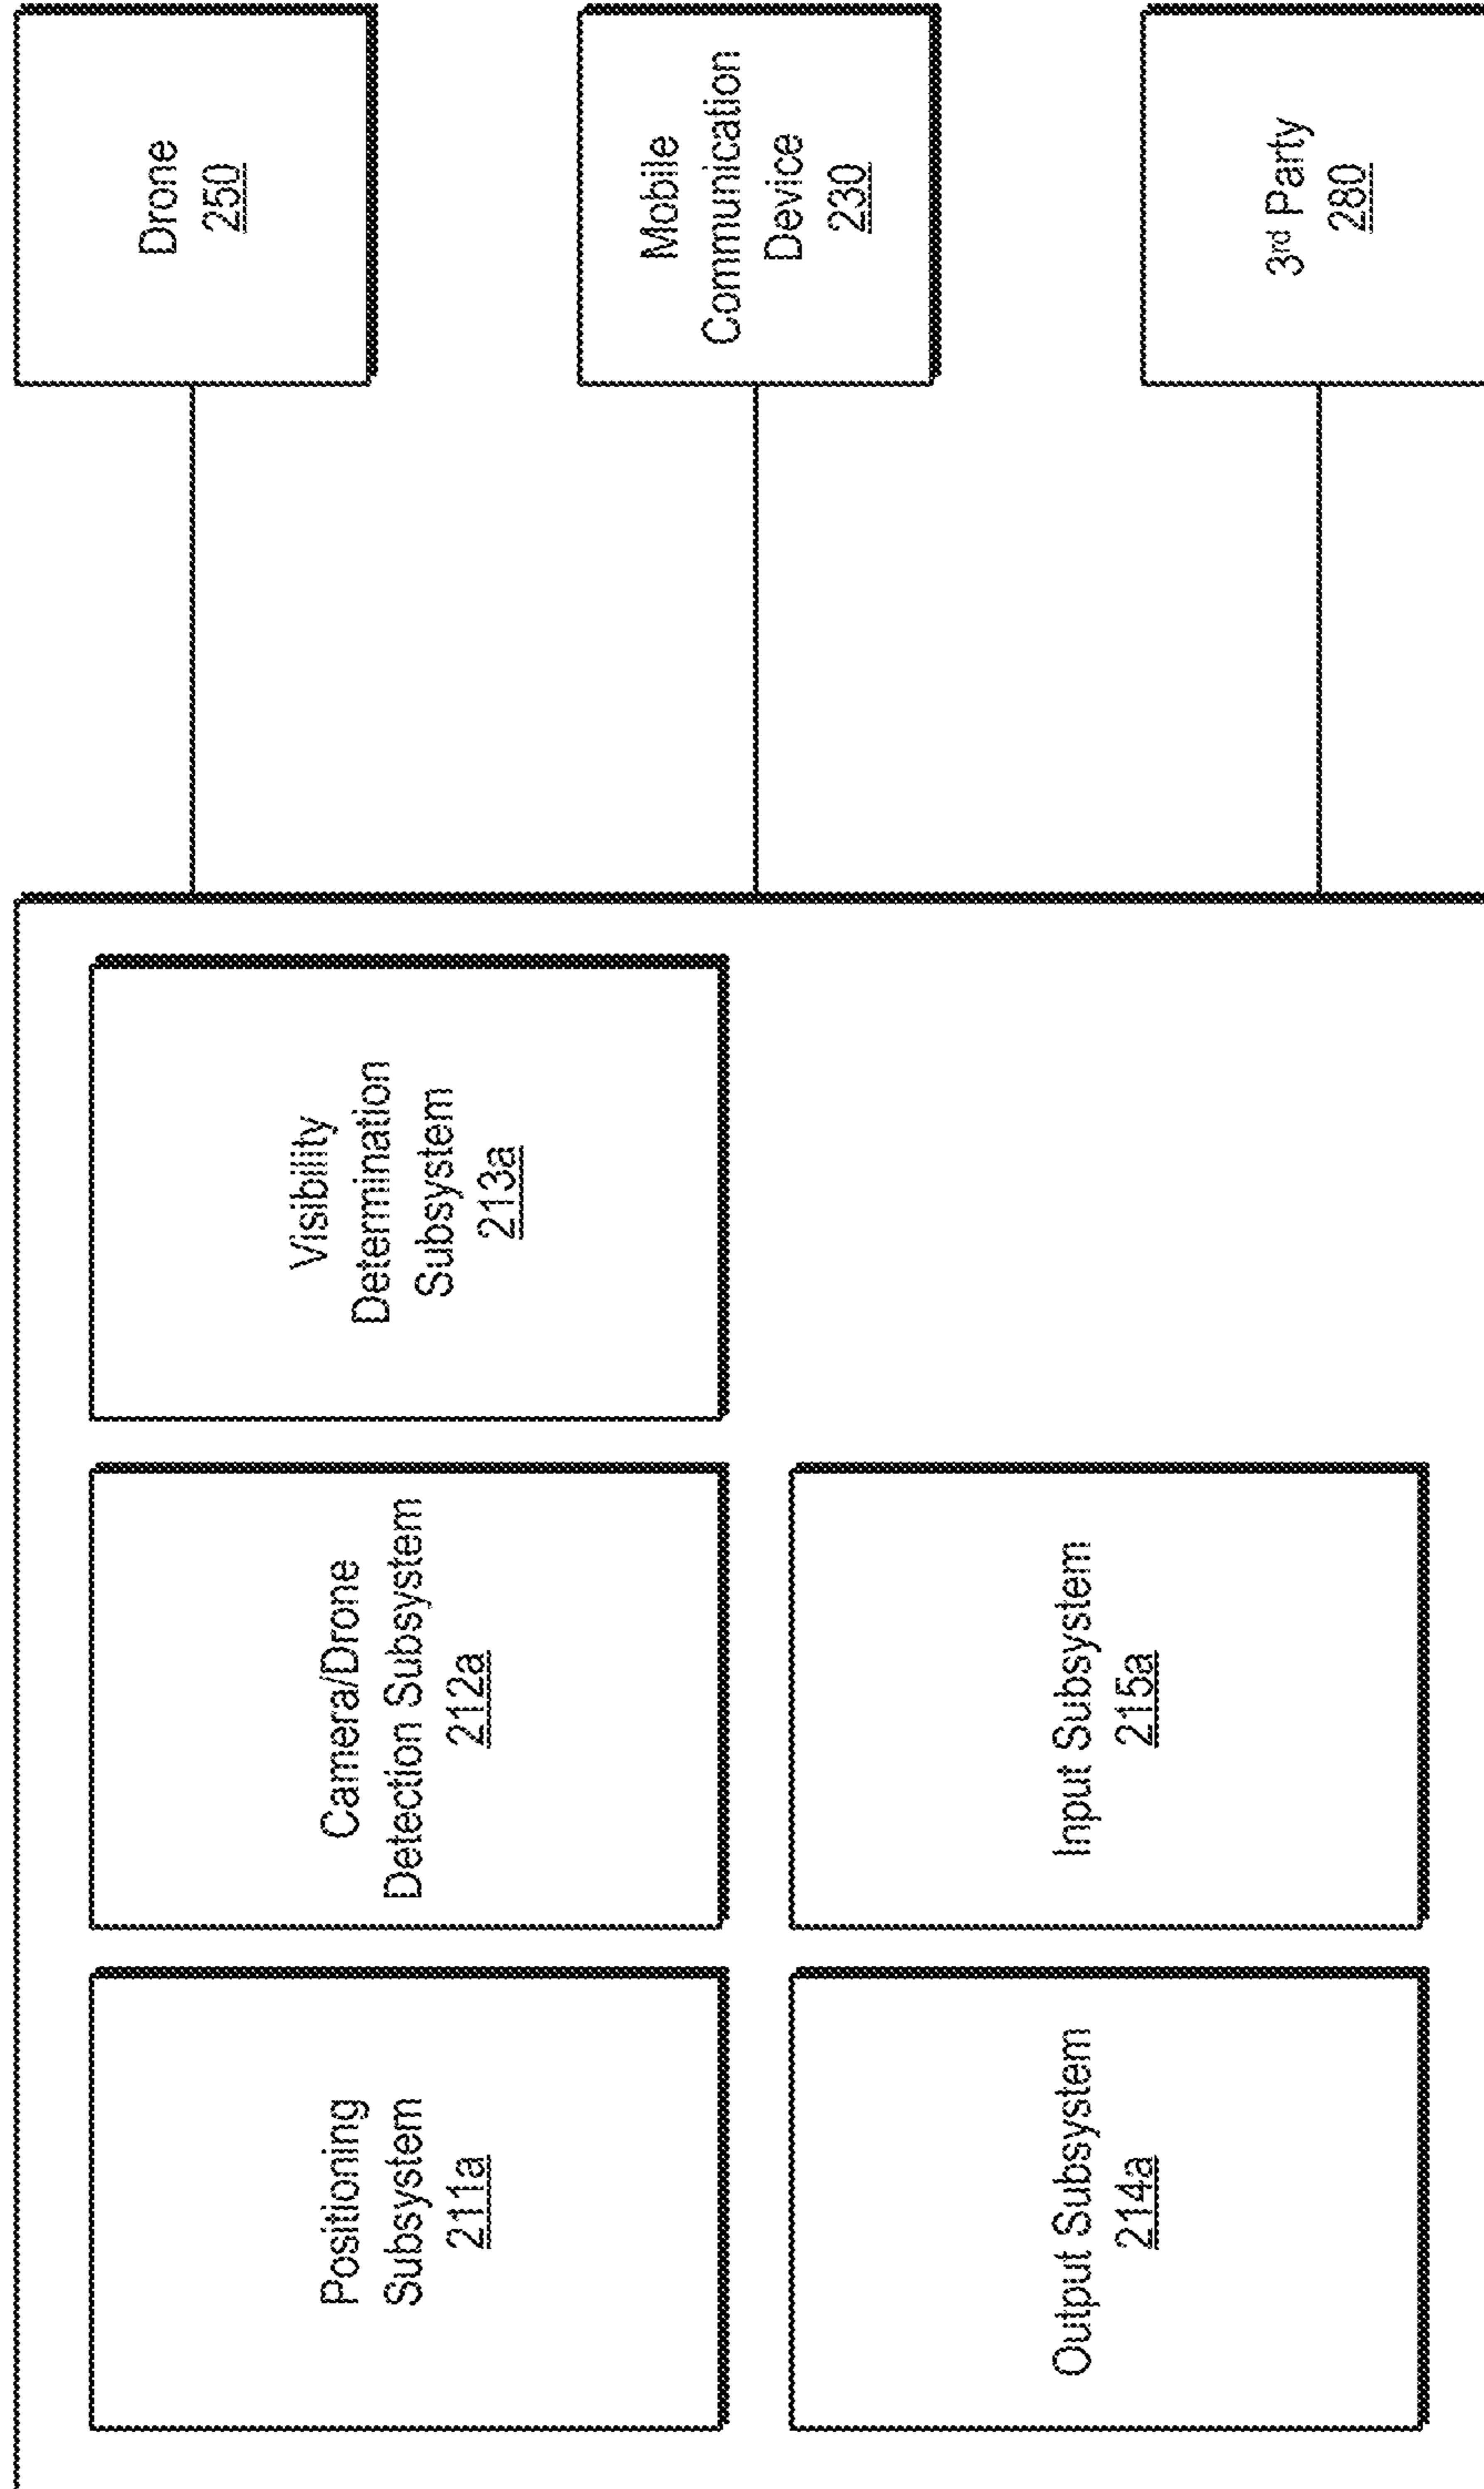 Positioning
Subsystem
211a
Camera/Drone
Detection Subsystem
212a
Visibility
Determination
Subsystem
213a
Output Subsystem
214a
Input Subsystem
215a
Drone
250
Mobile
Communication
Device
230
3rd Party
280